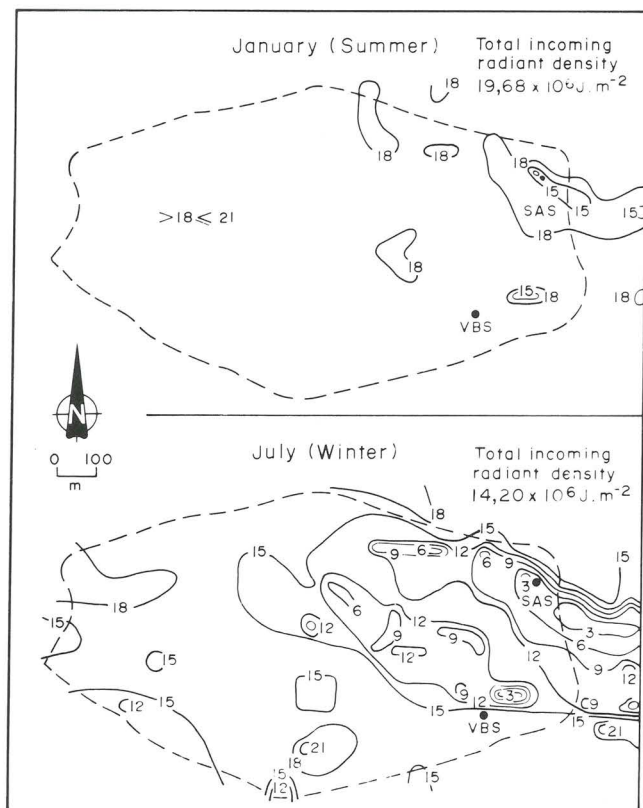 January (Summer)
Total incoming
radiant density
19,68 x 10⁶J.m⁻²
18
18
18
18
15
SAS 15 15
>18⩽ 21
18
18
15 18
18
VBS
N
0 100
m
July (Winter)
Total incoming
radiant density
14,20 x 10⁶J.m⁻²
18
15
15
15
9 6 12
6 9
3
SAS
18
6
15
12
9 9
12
3
6
15
12
9
12
15
15
12
9
3
12
15
VBS
C9
15
C21
C21
18
15
12
15